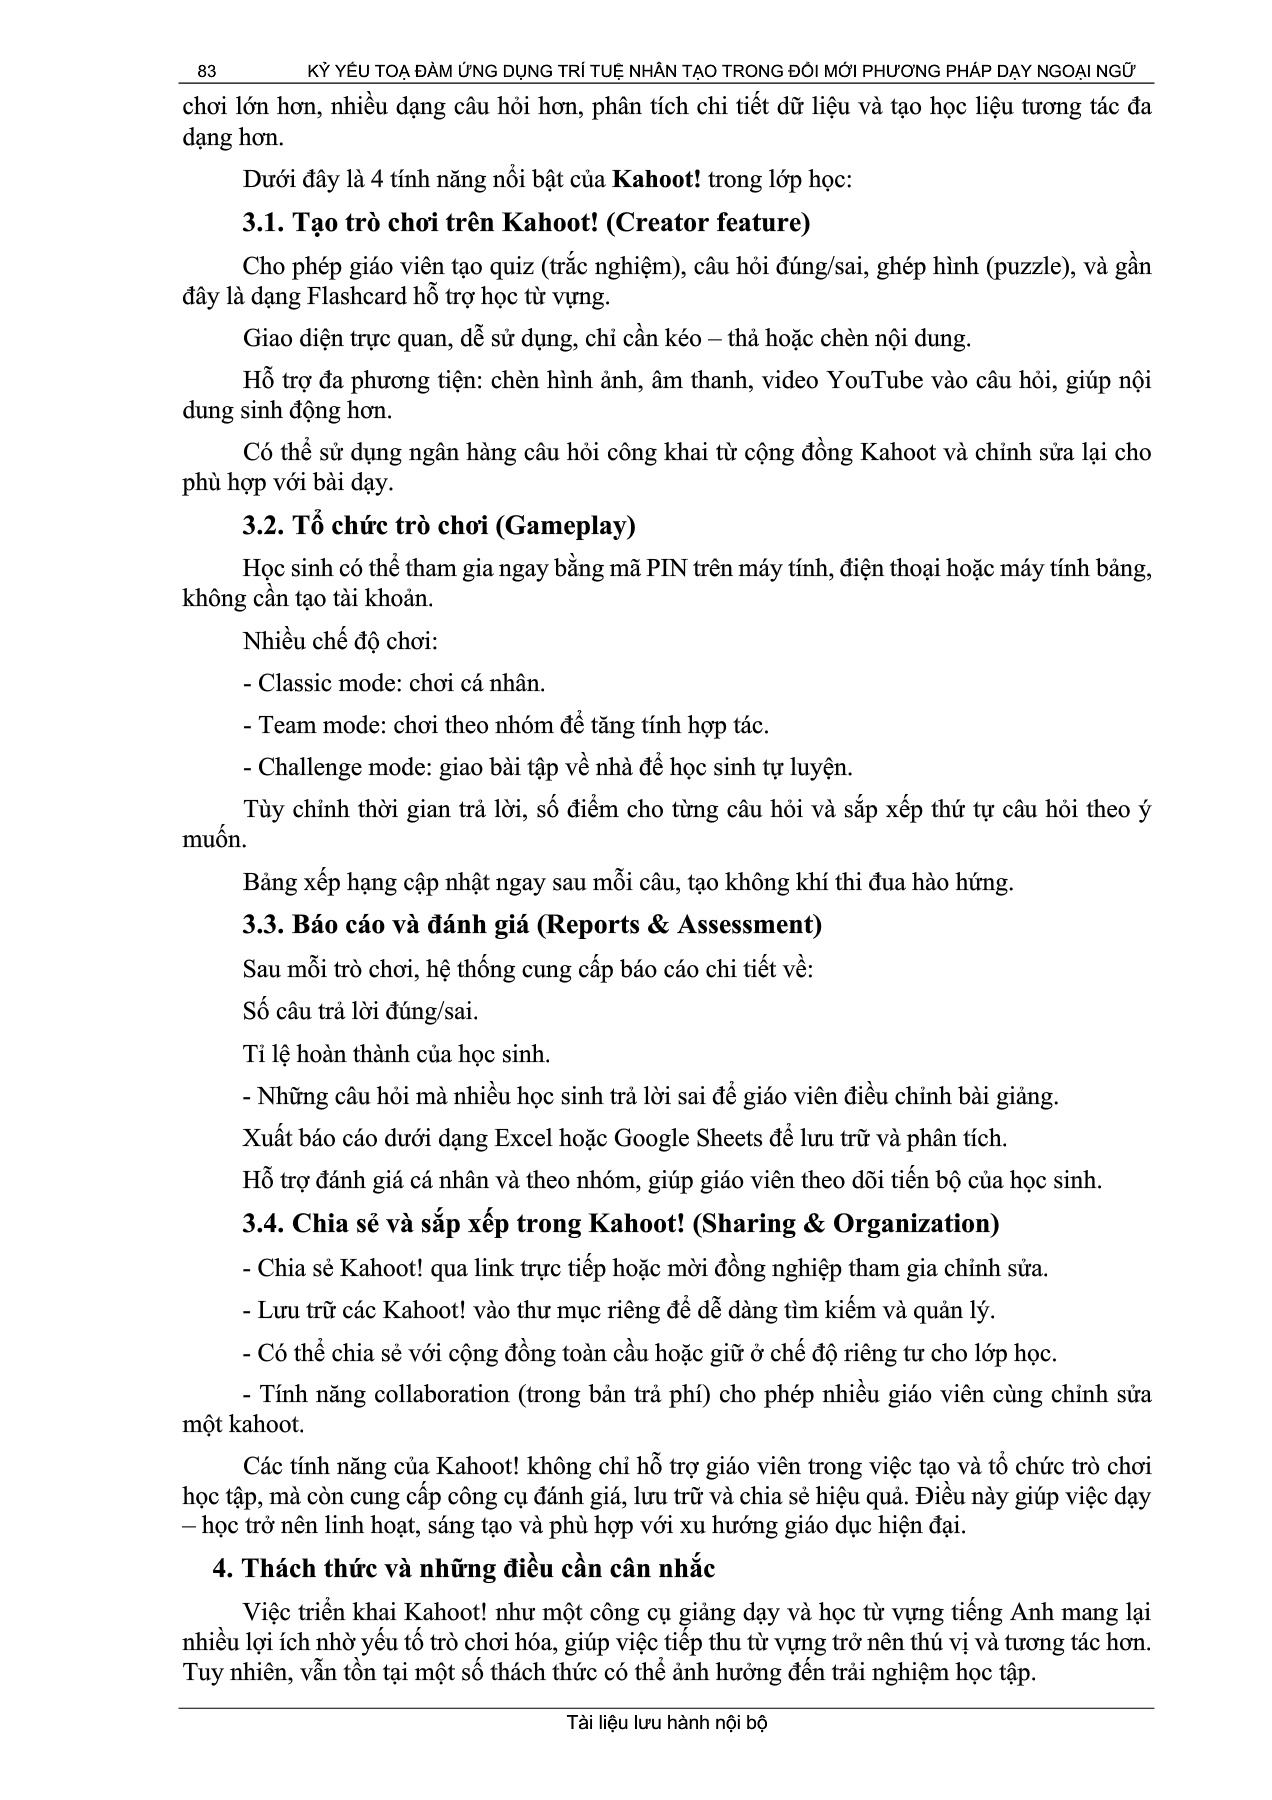 83 KỶ YẾU TOẠ ĐÀM ỨNG DỤNG TRÍ TUỆ NHÂN TẠO TRONG ĐỔI MỚI PHƯƠNG PHÁP DẠY NGOẠI NGỮ
chơi lớn hơn, nhiều dạng câu hỏi hơn, phân tích chi tiết dữ liệu và tạo học liệu tương tác đa
dạng hơn.
Dưới đây là 4 tính năng nổi bật của Kahoot! trong lớp học:
3.1. Tạo trò chơi trên Kahoot! (Creator feature)
Cho phép giáo viên tạo quiz (trắc nghiệm), câu hỏi đúng/sai, ghép hình (puzzle), và gần
đây là dạng Flashcard hỗ trợ học từ vựng.
Giao diện trực quan, dễ sử dụng, chỉ cần kéo – thả hoặc chèn nội dung.
Hỗ trợ đa phương tiện: chèn hình ảnh, âm thanh, video YouTube vào câu hỏi, giúp nội
dung sinh động hơn.
Có thể sử dụng ngân hàng câu hỏi công khai từ cộng đồng Kahoot và chỉnh sửa lại cho
phù hợp với bài dạy.
3.2. Tổ chức trò chơi (Gameplay)
Học sinh có thể tham gia ngay bằng mã PIN trên máy tính, điện thoại hoặc máy tính bảng,
không cần tạo tài khoản.
Nhiều chế độ chơi:
- Classic mode: chơi cá nhân.
- Team mode: chơi theo nhóm để tăng tính hợp tác.
- Challenge mode: giao bài tập về nhà để học sinh tự luyện.
Tùy chỉnh thời gian trả lời, số điểm cho từng câu hỏi và sắp xếp thứ tự câu hỏi theo ý
muốn.
Bảng xếp hạng cập nhật ngay sau mỗi câu, tạo không khí thi đua hào hứng.
3.3. Báo cáo và đánh giá (Reports & Assessment)
Sau mỗi trò chơi, hệ thống cung cấp báo cáo chi tiết về:
Số câu trả lời đúng/sai.
Tỉ lệ hoàn thành của học sinh.
- Những câu hỏi mà nhiều học sinh trả lời sai để giáo viên điều chỉnh bài giảng.
Xuất báo cáo dưới dạng Excel hoặc Google Sheets để lưu trữ và phân tích.
Hỗ trợ đánh giá cá nhân và theo nhóm, giúp giáo viên theo dõi tiến bộ của học sinh.
3.4. Chia sẻ và sắp xếp trong Kahoot! (Sharing & Organization)
- Chia sẻ Kahoot! qua link trực tiếp hoặc mời đồng nghiệp tham gia chỉnh sửa.
- Lưu trữ các Kahoot! vào thư mục riêng để dễ dàng tìm kiếm và quản lý.
- Có thể chia sẻ với cộng đồng toàn cầu hoặc giữ ở chế độ riêng tư cho lớp học.
- Tính năng collaboration (trong bản trả phí) cho phép nhiều giáo viên cùng chỉnh sửa
một kahoot.
Các tính năng của Kahoot! không chỉ hỗ trợ giáo viên trong việc tạo và tổ chức trò chơi
học tập, mà còn cung cấp công cụ đánh giá, lưu trữ và chia sẻ hiệu quả. Điều này giúp việc dạy
– học trở nên linh hoạt, sáng tạo và phù hợp với xu hướng giáo dục hiện đại.
4. Thách thức và những điều cần cân nhắc
Việc triển khai Kahoot! như một công cụ giảng dạy và học từ vựng tiếng Anh mang lại
nhiều lợi ích nhờ yếu tố trò chơi hóa, giúp việc tiếp thu từ vựng trở nên thú vị và tương tác hơn.
Tuy nhiên, vẫn tồn tại một số thách thức có thể ảnh hưởng đến trải nghiệm học tập.
Tài liệu lưu hành nội bộ